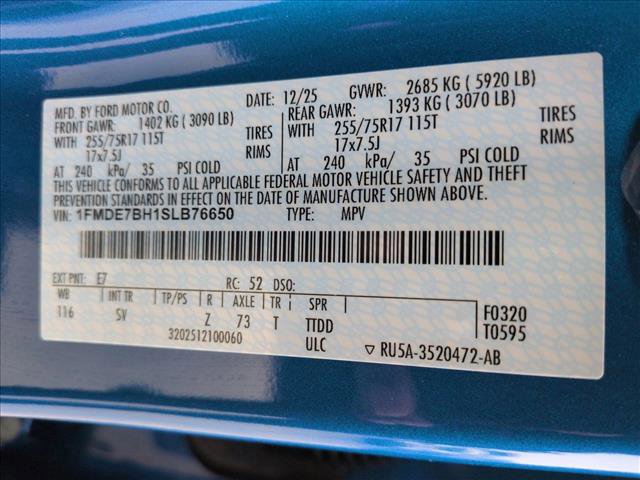 MFD. BY FORD MOTOR CO.
DATE: 12/25 GVWR: 2685 KG ( 5920 LB)
FRONT GAWR: 1402 KG ( 3090 LB)
REAR GAWR: 1393 KG ( 3070 LB)
255/75R17 115T TIRES 255/75R17 115T TIRES
17x7.5J RIMS 17x7.5J RIMS
AT 240 kPa/ 35 PSI COLD AT 240 kPa/ 35 PSI COLD
THIS VEHICLE CONFORMS TO ALL APPLICABLE FEDERAL MOTOR VEHICLE SAFETY AND THEFT
PREVENTION STANDARDS IN EFFECT ON THE DATE OF MANUFACTURE SHOWN ABOVE.
VIN: 1FMDE7BH1SLB76650 TYPE: MPV
EXT PNT: E7 RC: 52 DSO:
WB INT TR TP/PS R AXLE TR SPR F0320
116 SV Z 73 T TTDD T0595
3202512100060 ULC ▽ RU5A-3520472-AB